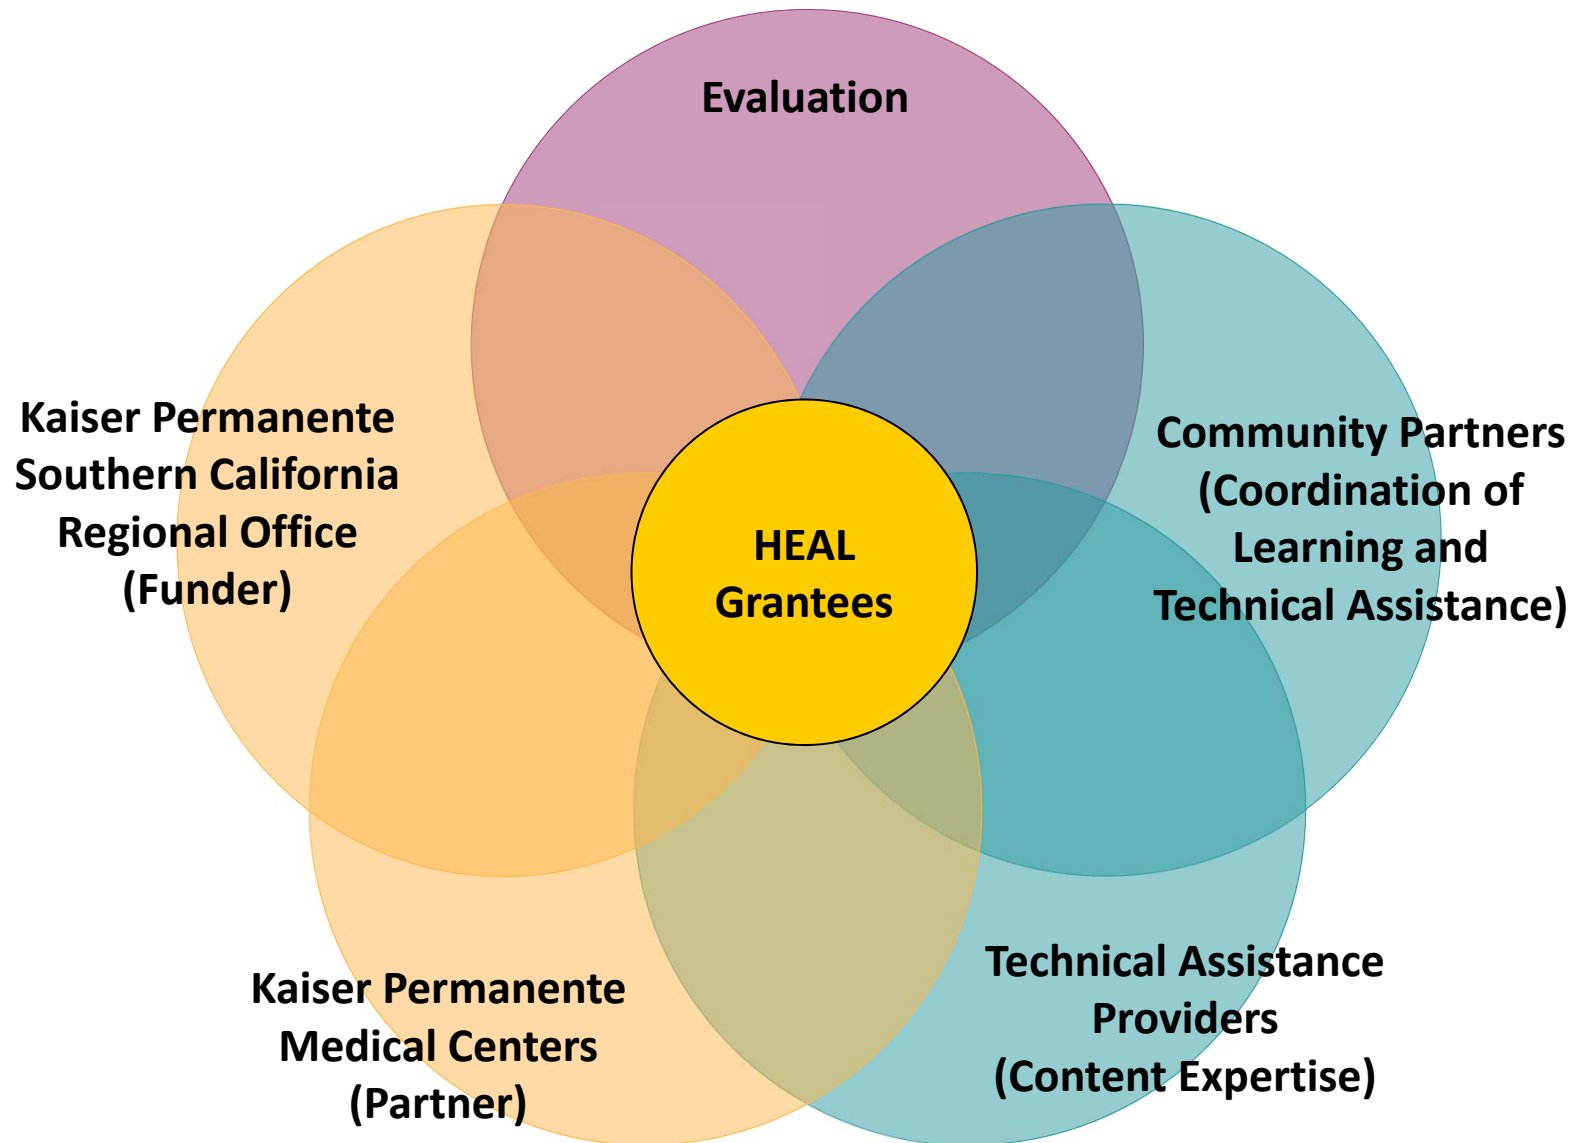 Evaluation
Kaiser Permanente
Southern California
Regional Office
(Funder)
Community Partners
(Coordination of
Learning and
Technical Assistance)
HEAL
Grantees
Kaiser Permanente
Medical Centers
(Partner)
Technical Assistance
Providers
(Content Expertise)